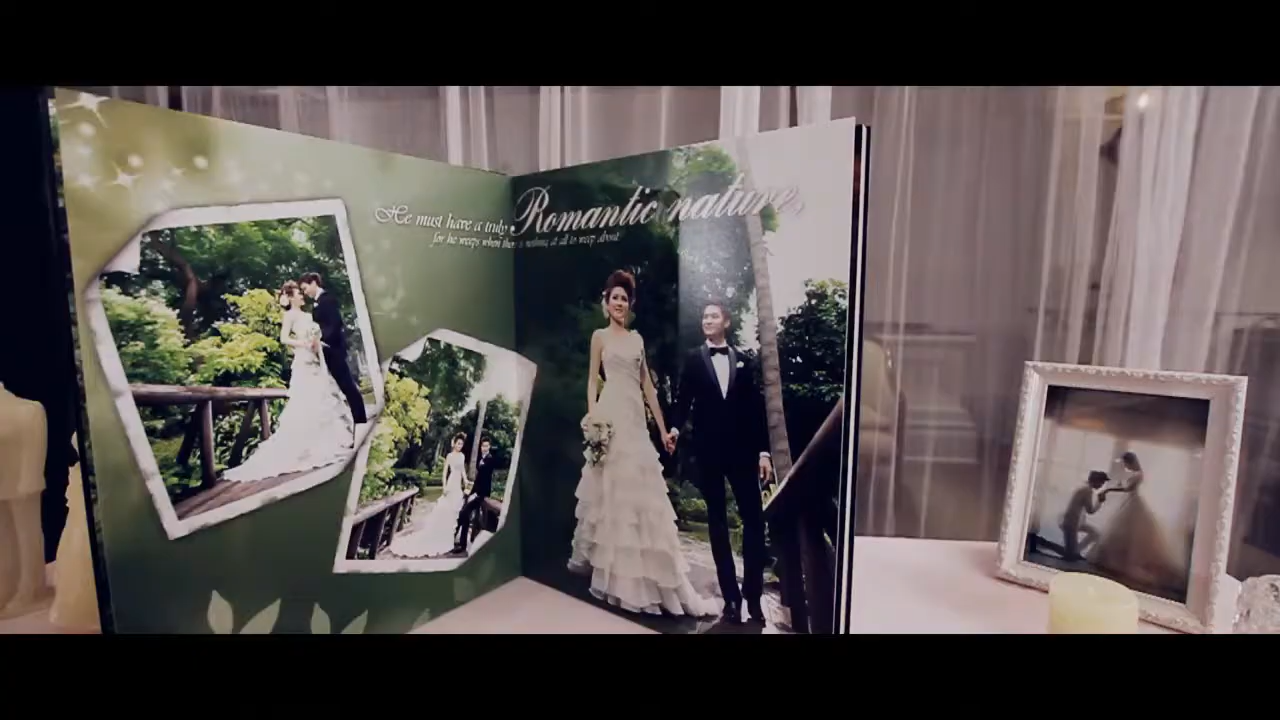 He must have a truly Romantic nature,
for he weeps when there is nothing at all to weep about.